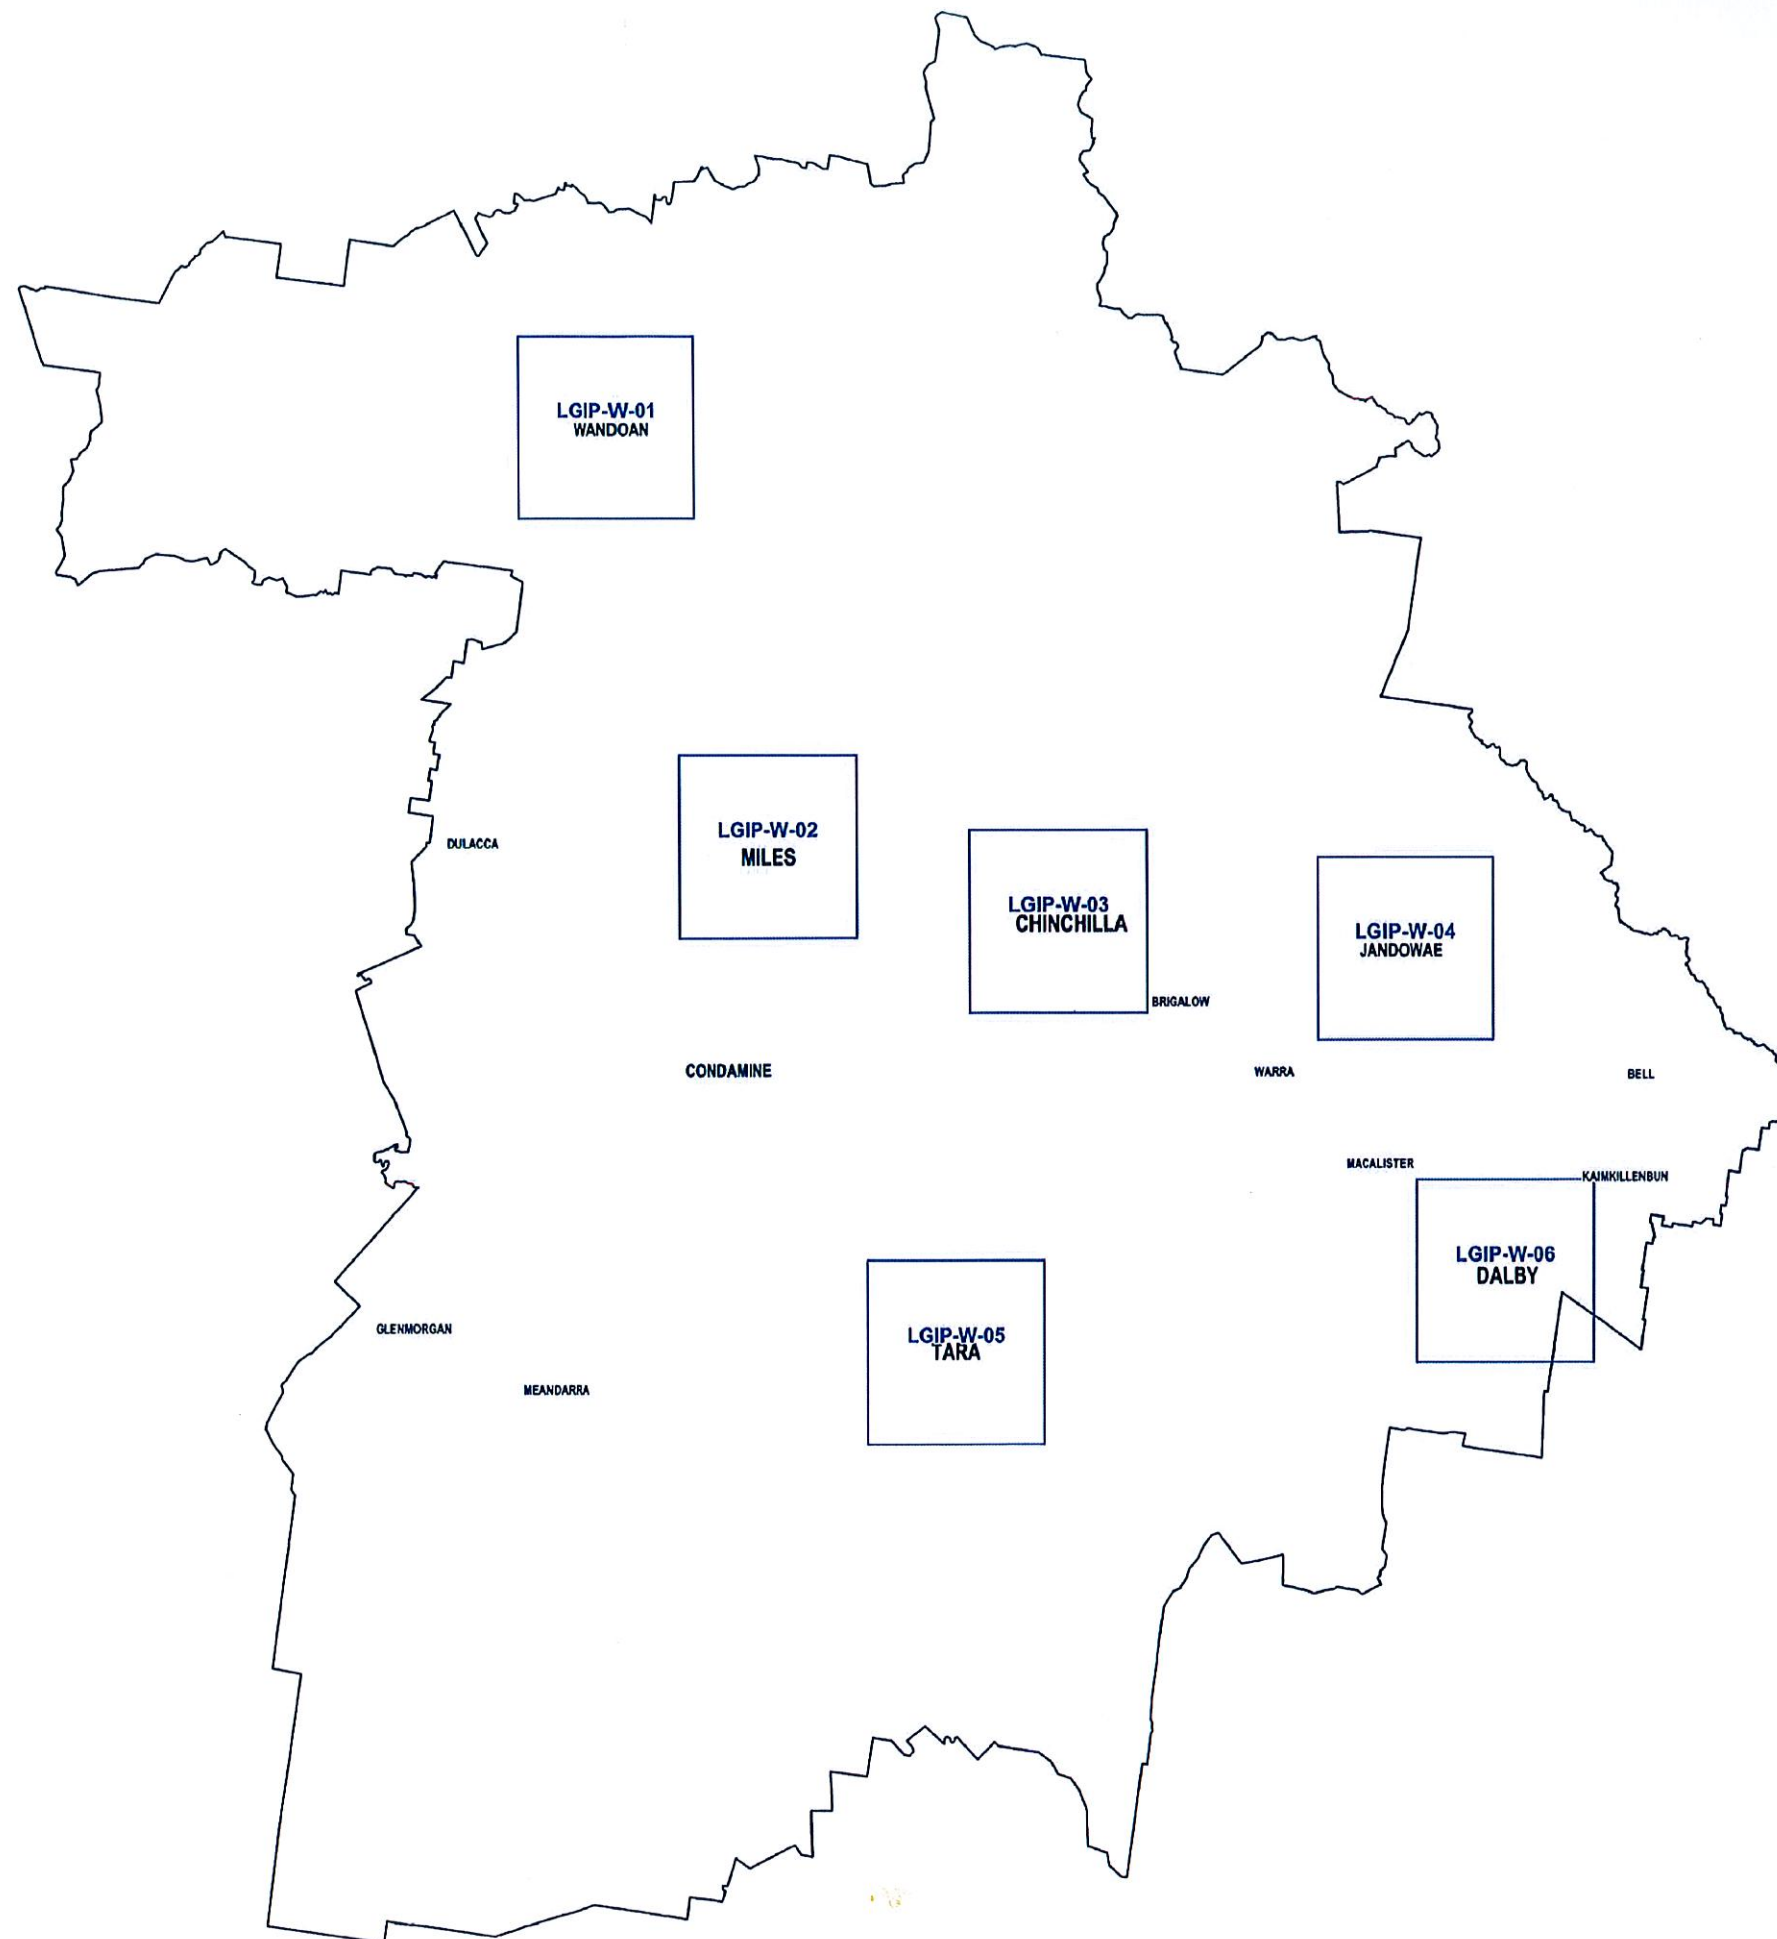 LGIP-W-01
WANDOAN
LGIP-W-02
MILES
DULACCA
LGIP-W-03
CHINCHILLA
LGIP-W-04
JANDOWAE
BRIGALOW
CONDAMINE
WARRA
BELL
MACALISTER
KAIMKILLENBUN
LGIP-W-06
DALBY
GLENMORGAN
LGIP-W-05
TARA
MEANDARRA